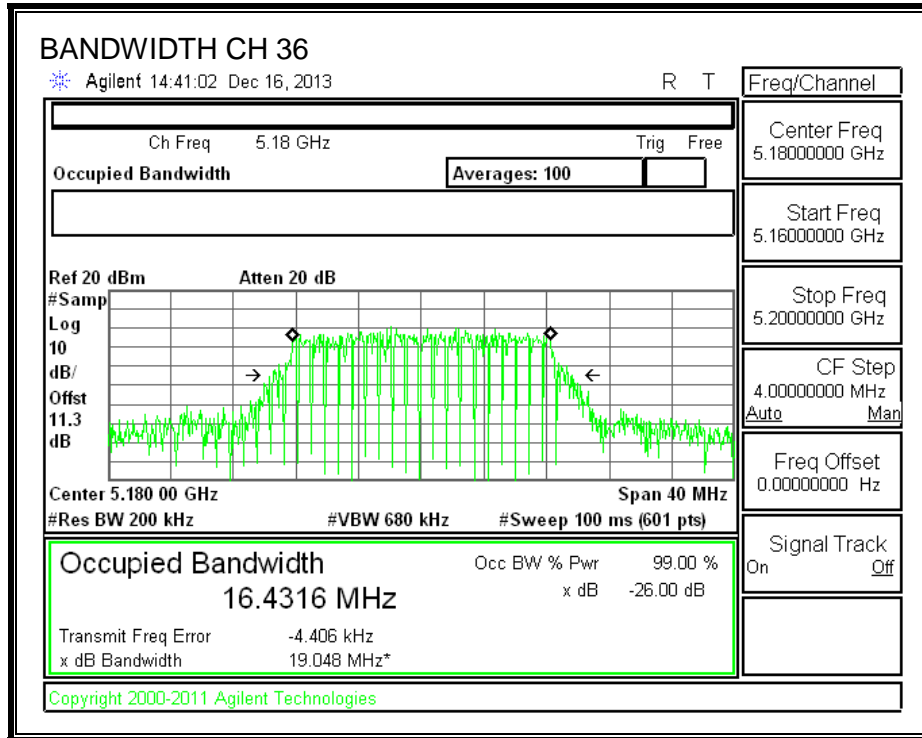 BANDWIDTH CH 36
Agilent 14:41:02 Dec 16, 2013 R T
Freq/Channel
Ch Freq 5.18 GHz Trig Free
Occupied Bandwidth Averages: 100
Center Freq
5.18000000 GHz
Start Freq
5.16000000 GHz
Stop Freq
5.20000000 GHz
CF Step
4.00000000 MHz
Auto Man
Freq Offset
0.00000000 Hz
Signal Track
On Off
Ref 20 dBm Atten 20 dB
#Samp
Log
10
dB/
Offst
11.3
dB
Center 5.180 00 GHz Span 40 MHz
#Res BW 200 kHz #VBW 680 kHz #Sweep 100 ms (601 pts)
Occupied Bandwidth Occ BW % Pwr 99.00 %
16.4316 MHz x dB -26.00 dB
Transmit Freq Error -4.406 kHz
x dB Bandwidth 19.048 MHz*
Copyright 2000-2011 Agilent Technologies